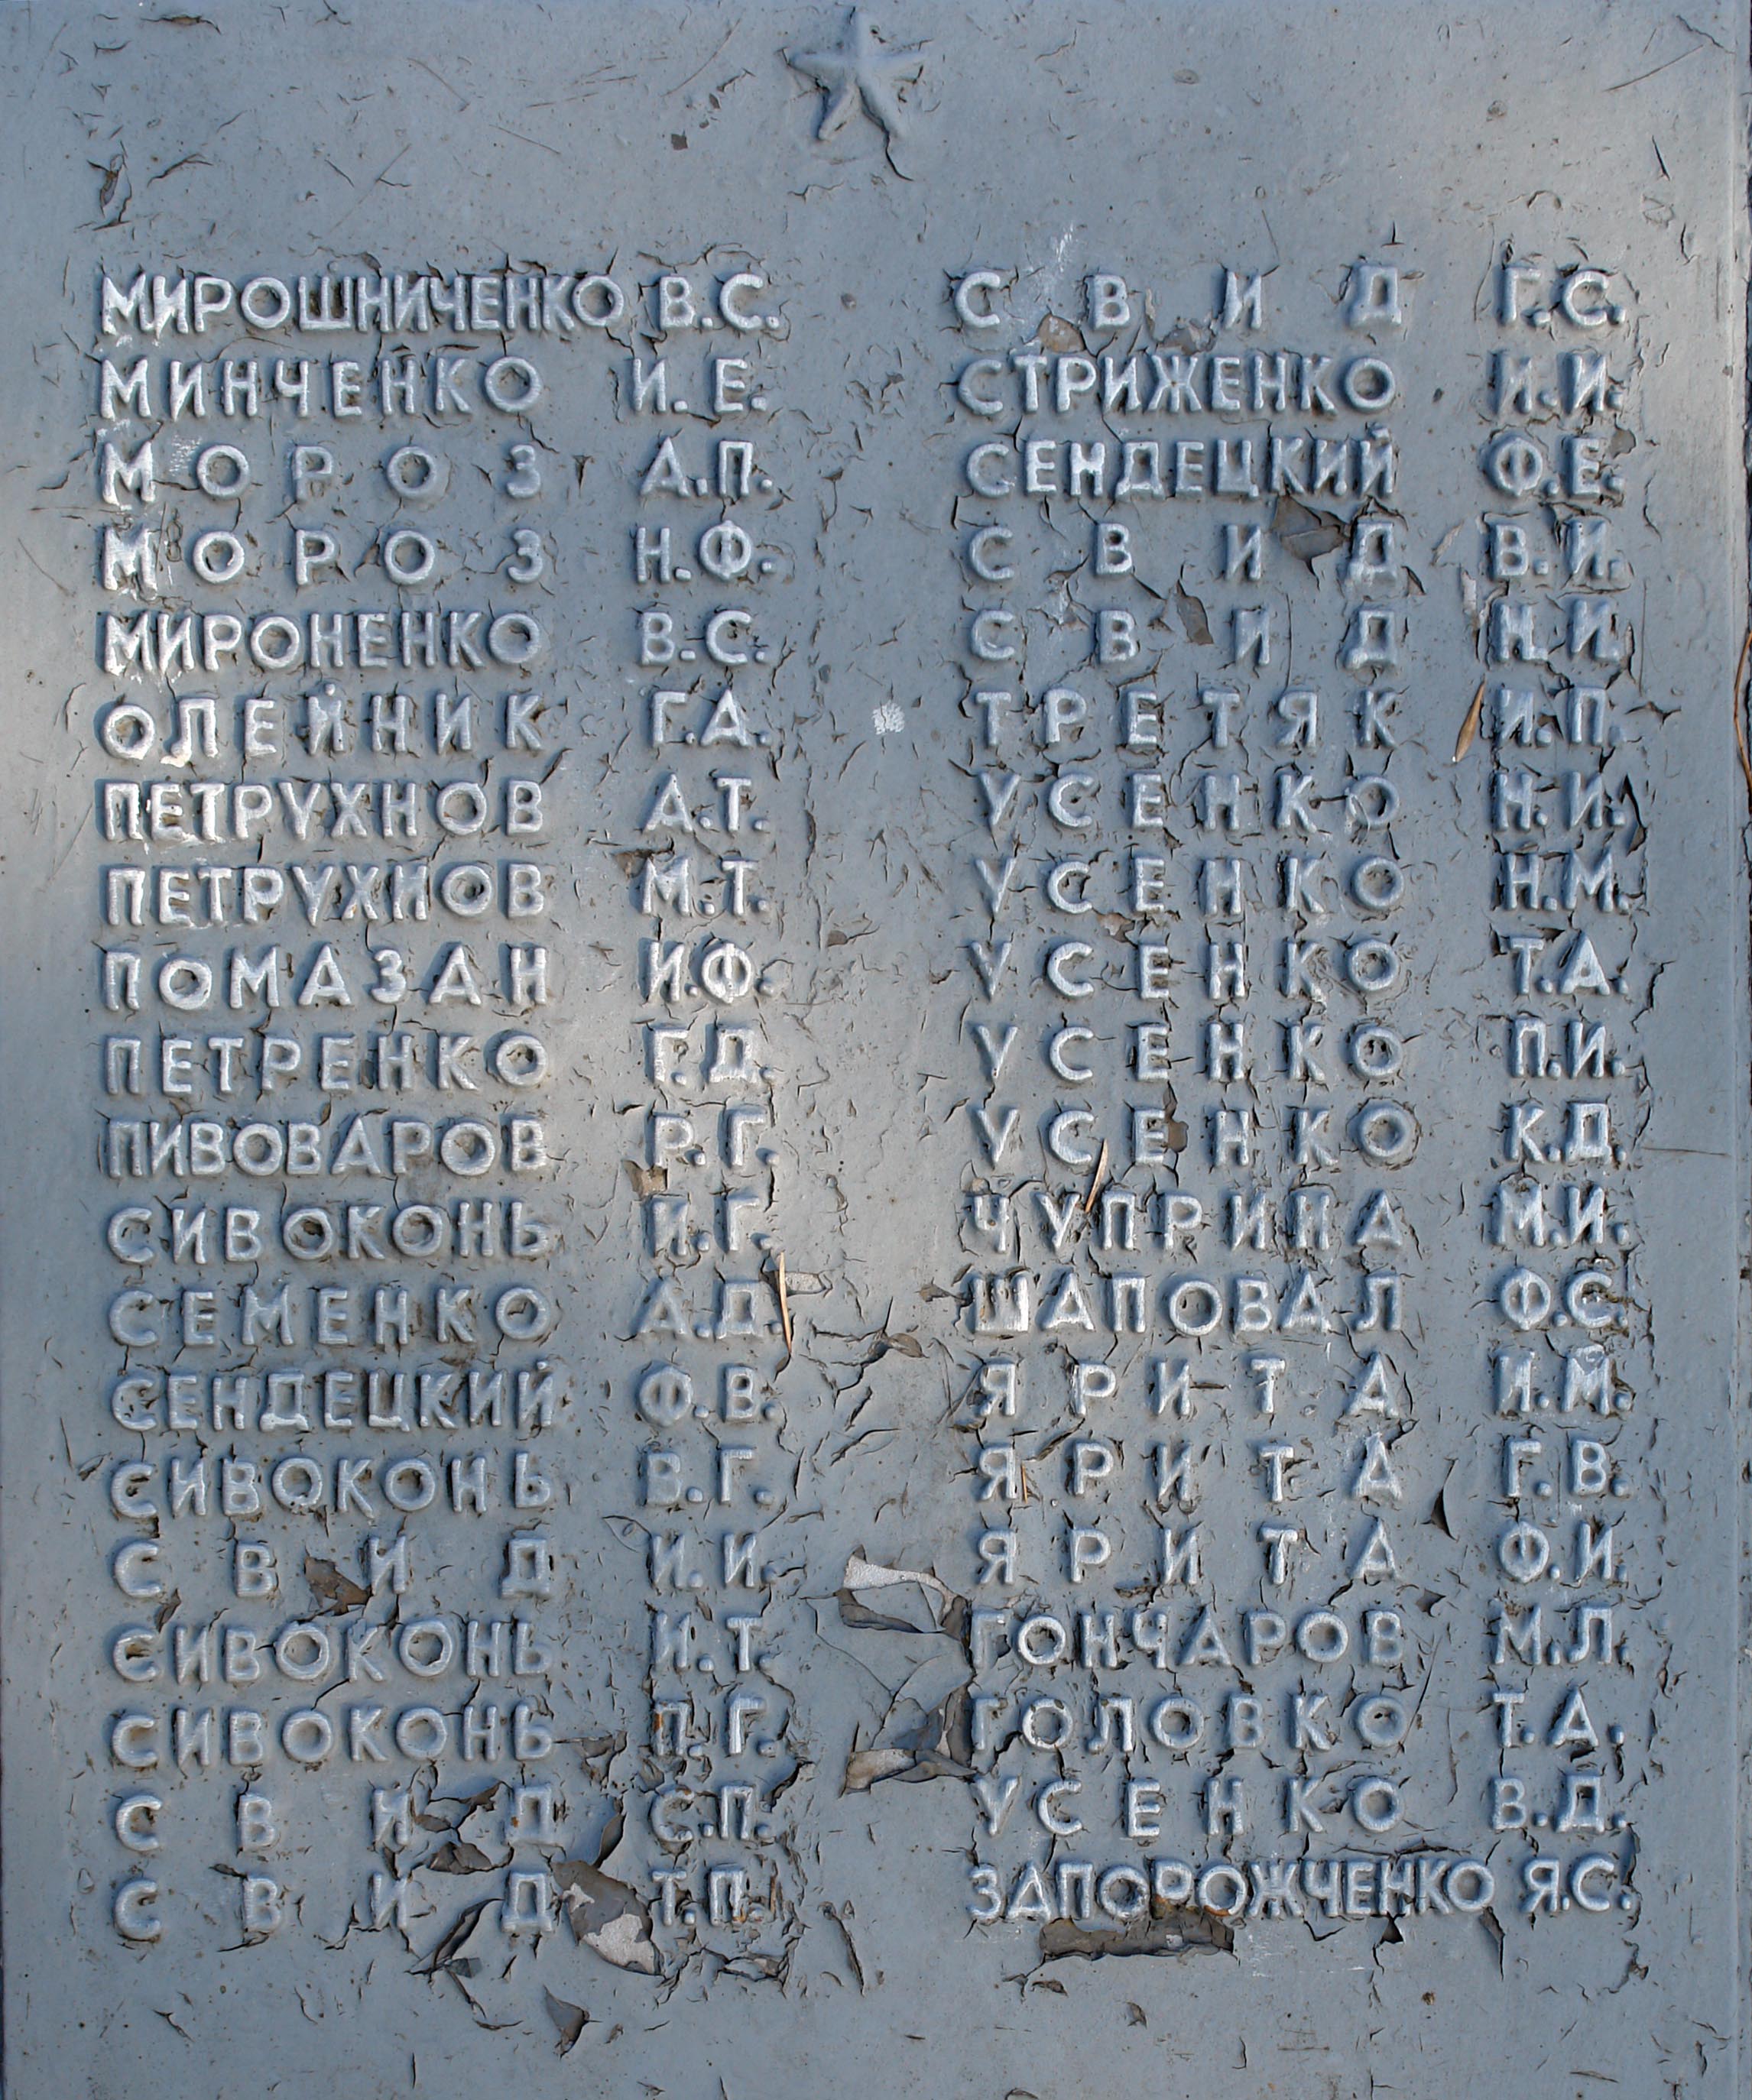 МИРОШНИЧЕНКО В.С.
МИНЧЕНКО И.Е.
МОРОЗ А.П.
МОРОЗ Н.Ф.
МИРОНЕНКО В.С.
ОЛЕЙНИК Г.А.
ПЕТРУХНОВ А.Т.
ПЕТРУХНОВ М.Т.
ПОМАЗАН И.Ф.
ПЕТРЕНКО Г.Д.
ПИВОВАРОВ Р.Г.
СИВОКОНЬ И.Г.
СЕМЕНКО А.Д.
СЕНДЕЦКИЙ Ф.В.
СИВОКОНЬ В.Г.
СВИД И.И.
СИВОКОНЬ И.Т.
СИВОКОНЬ П.Г.
СВИД С.П.
СВИД Т.П.
СВИД Г.С.
СТРИЖЕНКО И.И.
СЕНДЕЦКИЙ Ф.Е.
СВИД В.И.
СВИД Н.И.
ТРЕТЯК И.П.
УСЕНКО Н.И.
УСЕНКО Н.М.
УСЕНКО Т.А.
УСЕНКО П.И.
УСЕНКО К.Д.
ЧУПРИНА М.И.
ШАПОВАЛ Ф.С.
ЯРИТА И.М.
ЯРИТА Г.В.
ЯРИТА Ф.И.
ГОНЧАРОВ М.Л.
ГОЛОВКО Т.А.
УСЕНКО В.Д.
ЗАПОРОЖЧЕНКО Я.С.